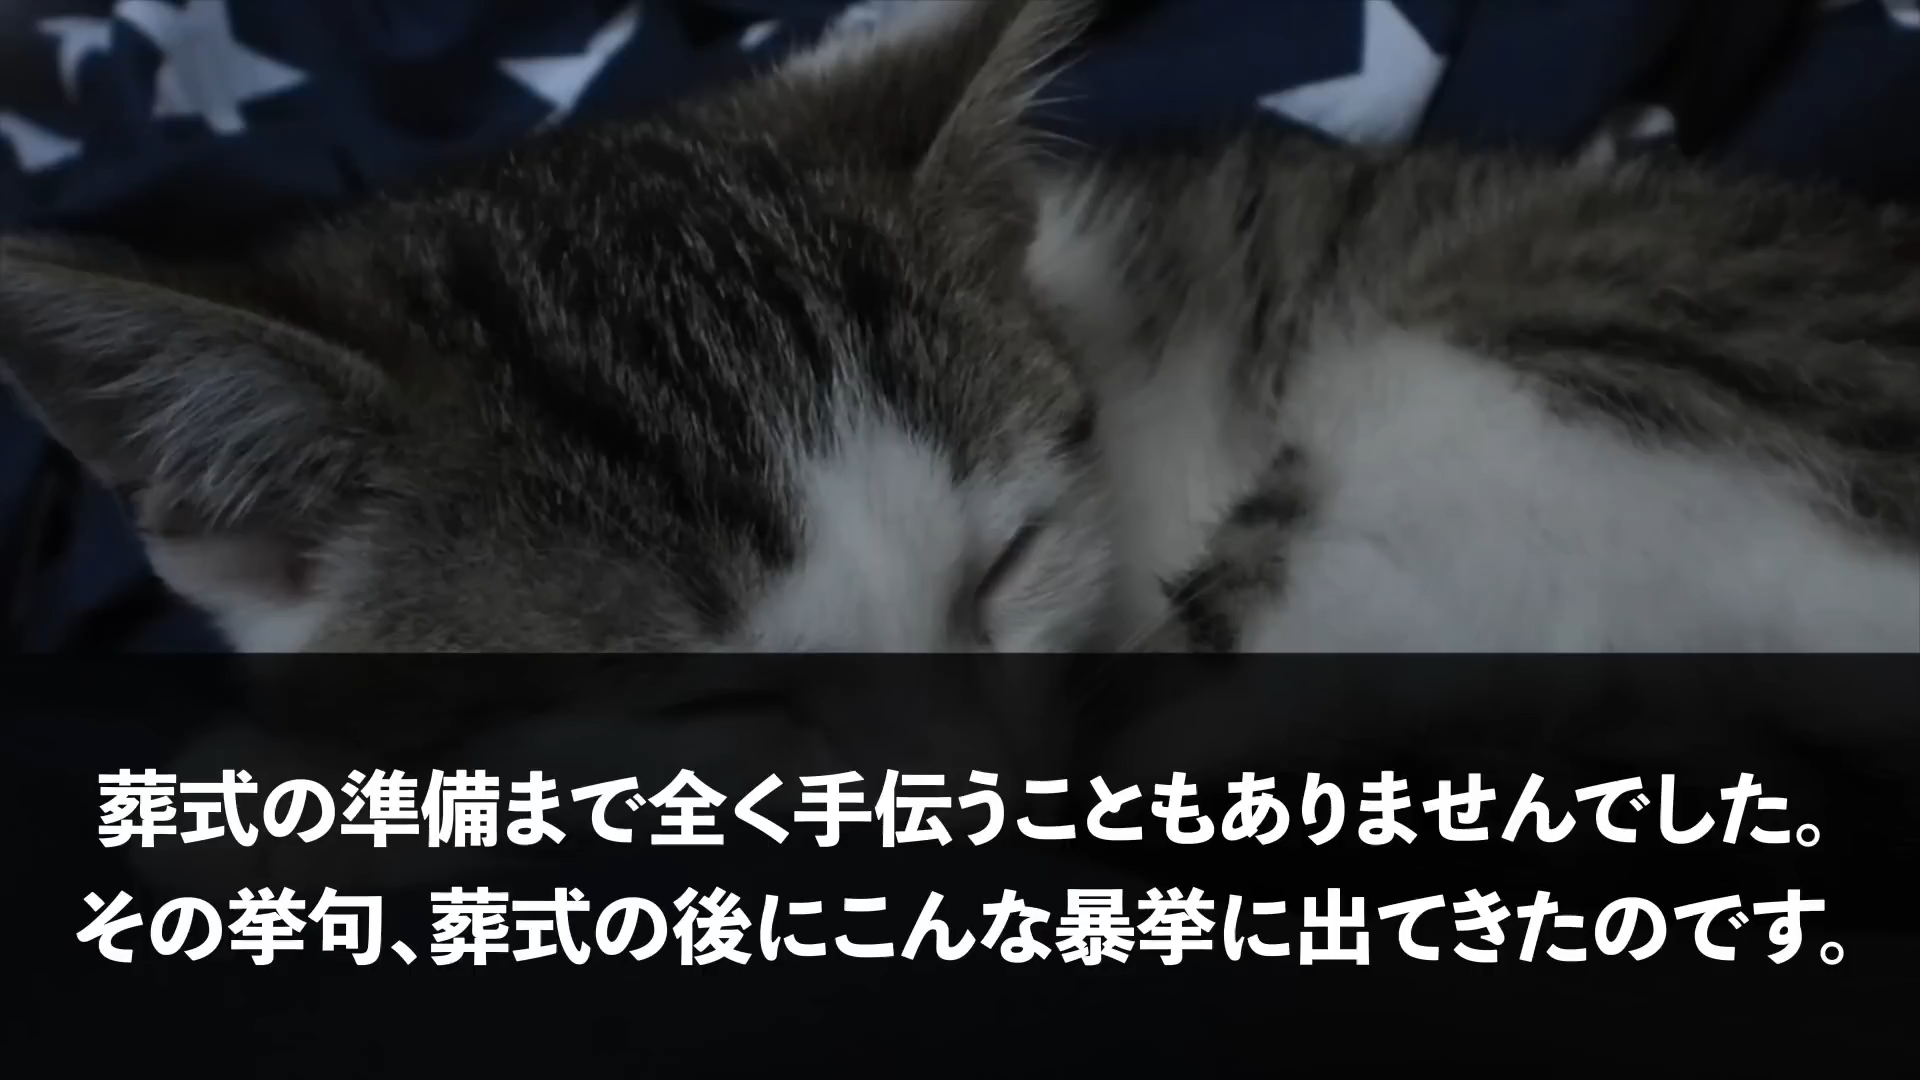 葬式の準備まで全く手伝うこともありませんでした。
その挙句、葬式の後にこんな暴挙に出てきたのです。